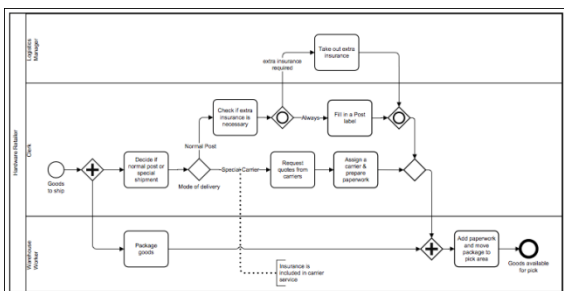 Hardware Retailer
Logistics
Manager
Take out extra
insurance
extra insurance
required
Clerk
Check if extra
insurance is
necessary
Always
Fill in a Post
label
Normal Post
Goods
to ship
Decide if
normal post or
special
shipment
Mode of delivery
Special Carrier
Request
quotes from
carriers
Assign a
carrier &
prepare
paperwork
Warehouse
Worker
Package
goods
Insurance is
included in carrier
service
Add paperwork
and move
package to
pick area
Goods available
for pick